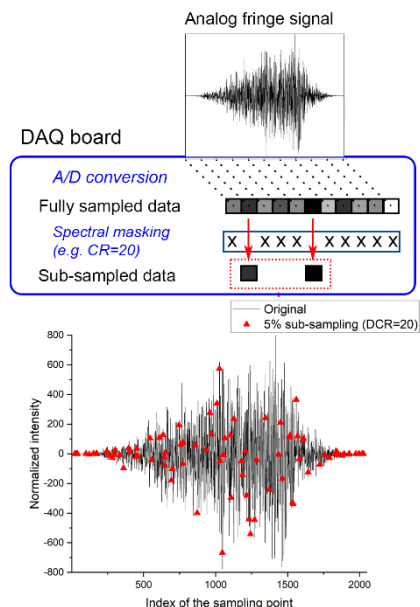 Analog fringe signal
DAQ board
A/D conversion
Fully sampled data
Spectral masking
(e.g. CR=20)
X X X X X X X X X
Sub-sampled data
Original
5% sub-sampling (DCR=20)
800
600
400
200
0
-200
-400
-600
-800
Normalized intensity
500
1000
1500
2000
Index of the sampling point